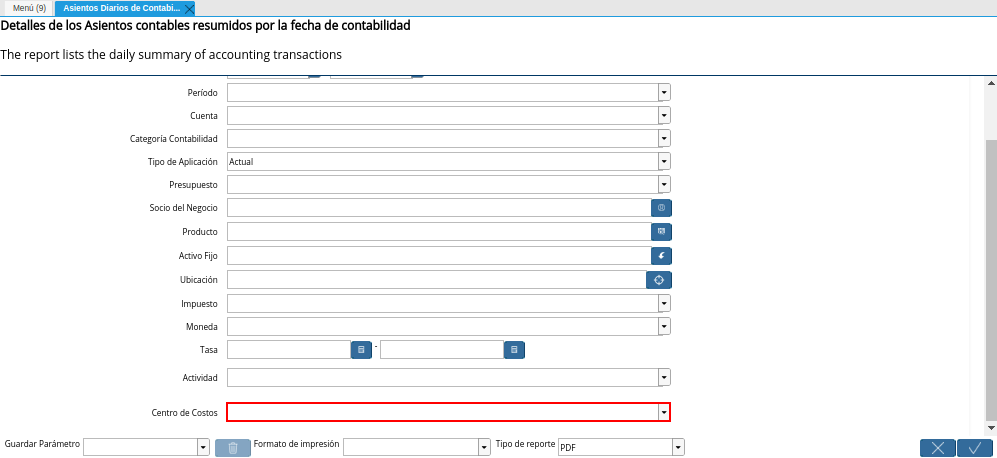 Menú (9)
Asientos Diarios de Contabi...
Detalles de los Asientos contables resumidos por la fecha de contabilidad
The report lists the daily summary of accounting transactions
Período
Cuenta
Categoría Contabilidad
Tipo de Aplicación Actual
Presupuesto
Socio del Negocio
Producto
Activo Fijo
Ubicación
Impuesto
Moneda
Tasa -
Actividad
Centro de Costos
Guardar Parámetro Formato de impresión Tipo de reporte PDF